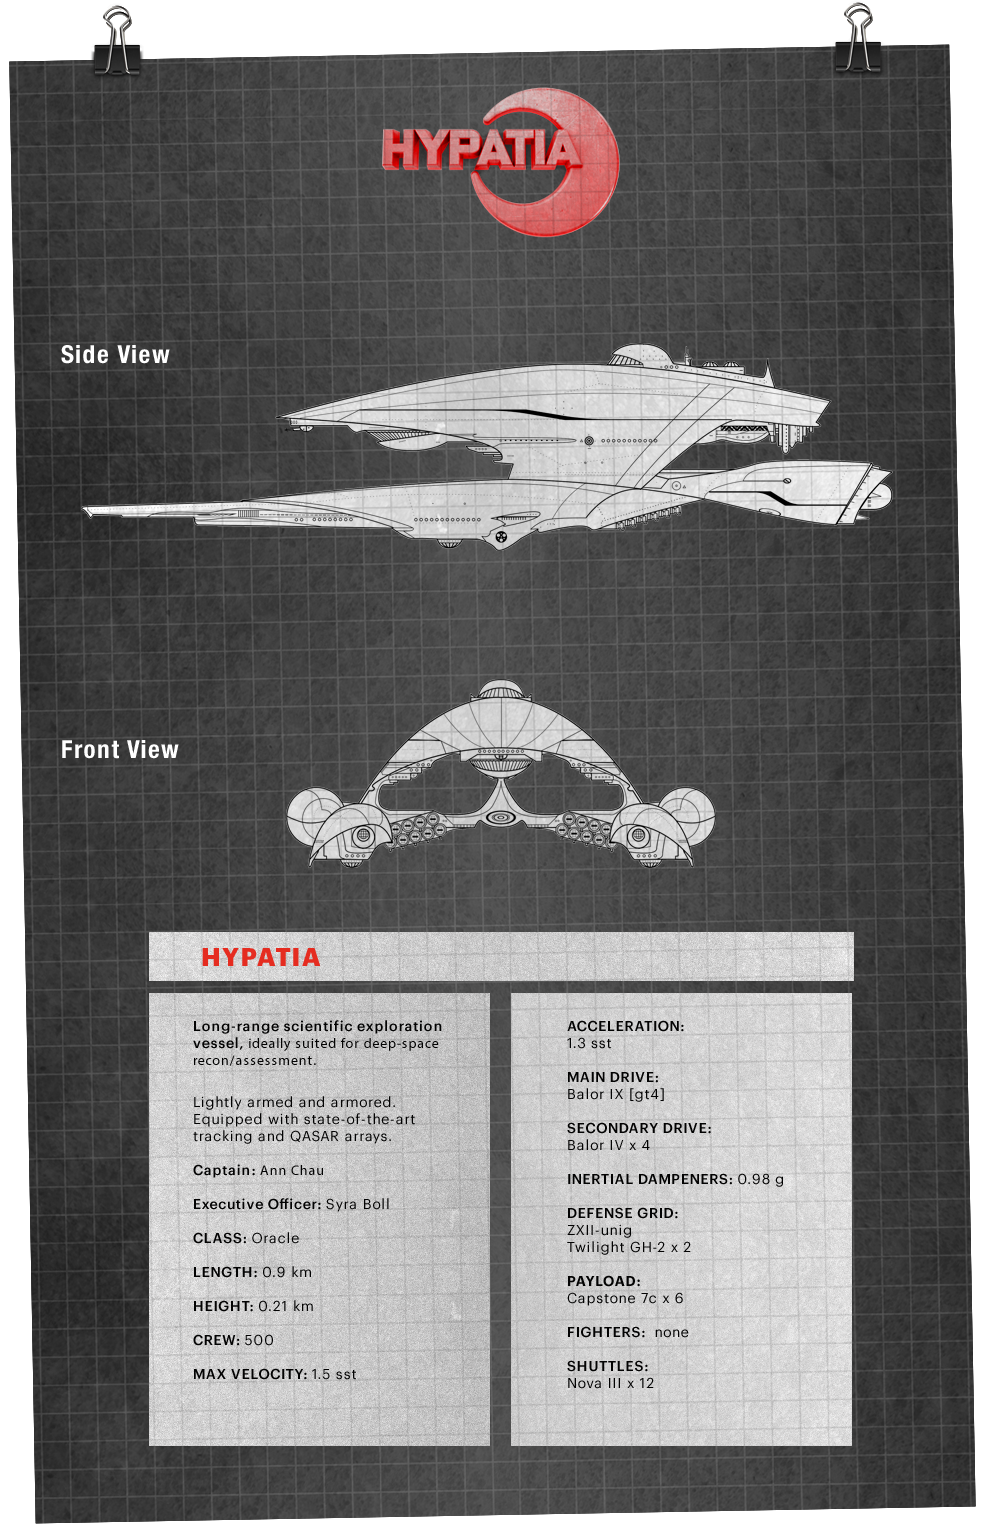 HYPATIA
Side View
Front View
HYPATIA
Long-range scientific exploration
vessel, ideally suited for deep-space
recon/assessment.
Lightly armed and armored.
Equipped with state-of-the-art
tracking and QASAR arrays.
Captain: Ann Chau
Executive Officer: Syra Boll
CLASS: Oracle
LENGTH: 0.9 km
HEIGHT: 0.21 km
CREW: 500
MAX VELOCITY: 1.5 sst
ACCELERATION:
1.3 sst
MAIN DRIVE:
Balor IX [gt4]
SECONDARY DRIVE:
Balor IV x 4
INERTIAL DAMPENERS: 0.98 g
DEFENSE GRID:
ZXII-unig
Twilight GH-2 x 2
PAYLOAD:
Capstone 7c x 6
FIGHTERS: none
SHUTTLES:
Nova III x 12